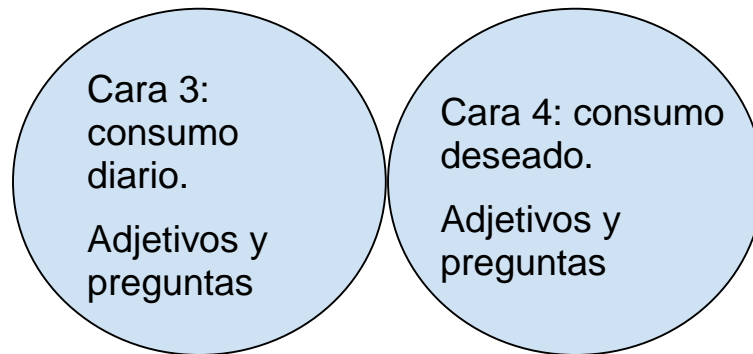 Cara 3:
consumo
diario.
Adjetivos y
preguntas
Cara 4: consumo
deseado.
Adjetivos y
preguntas